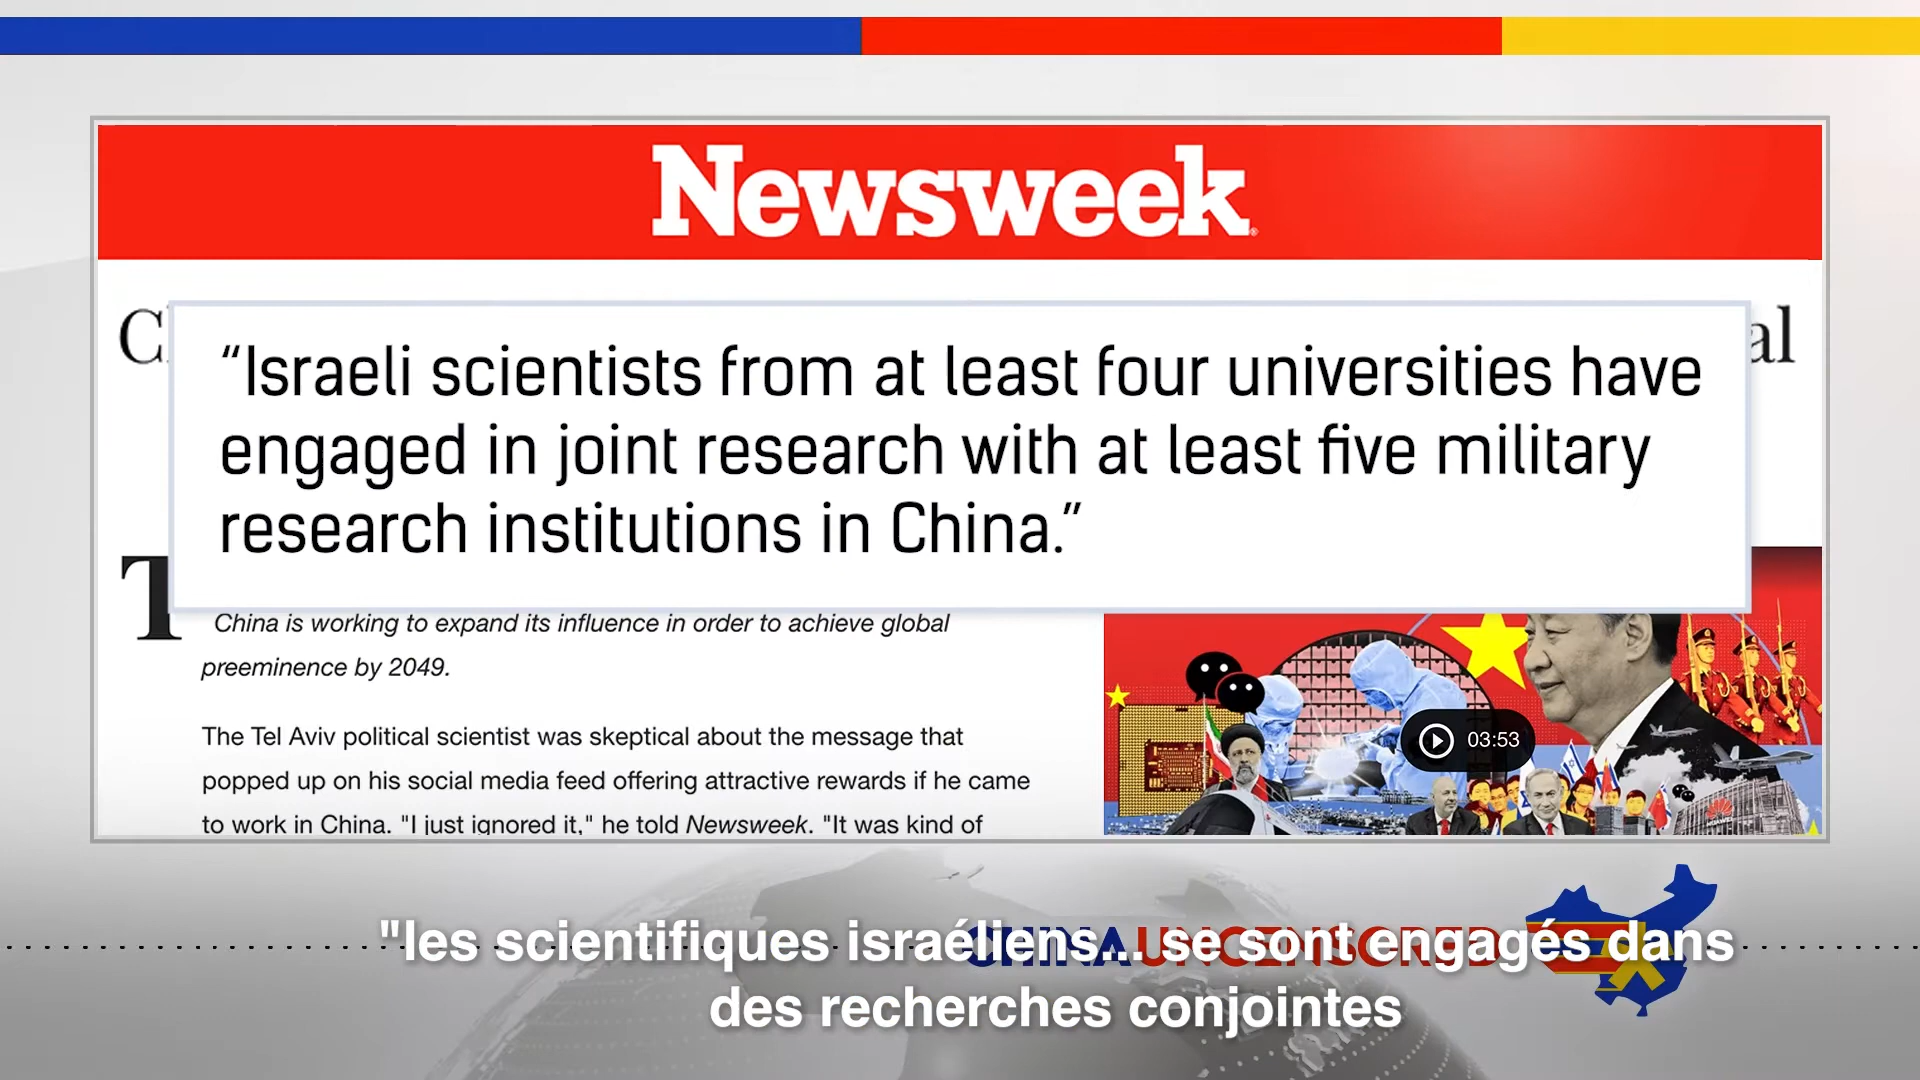 Newsweek
“Israeli scientists from at least four universities have
engaged in joint research with at least five military
research institutions in China.”
China is working to expand its influence in order to achieve global
preeminence by 2049.
The Tel Aviv political scientist was skeptical about the message that
popped up on his social media feed offering attractive rewards if he came
to work in China. "I just ignored it," he told Newsweek. "It was kind of
03:53
HUAWEI
CHINA UNCENSORED
"les scientifiques israéliens... se sont engagés dans
des recherches conjointes